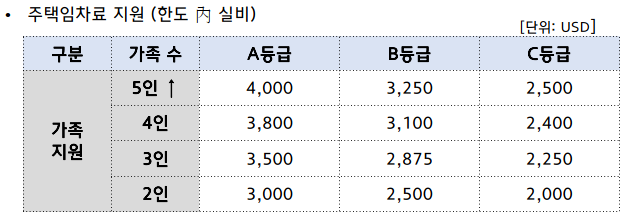 • 주택임차료 지원 (한도 內 실비)
[단위: USD]
구분 가족 수 A등급 B등급 C등급
가족 지원
5인 ↑ 4,000 3,250 2,500
4인 3,800 3,100 2,400
3인 3,500 2,875 2,250
2인 3,000 2,500 2,000